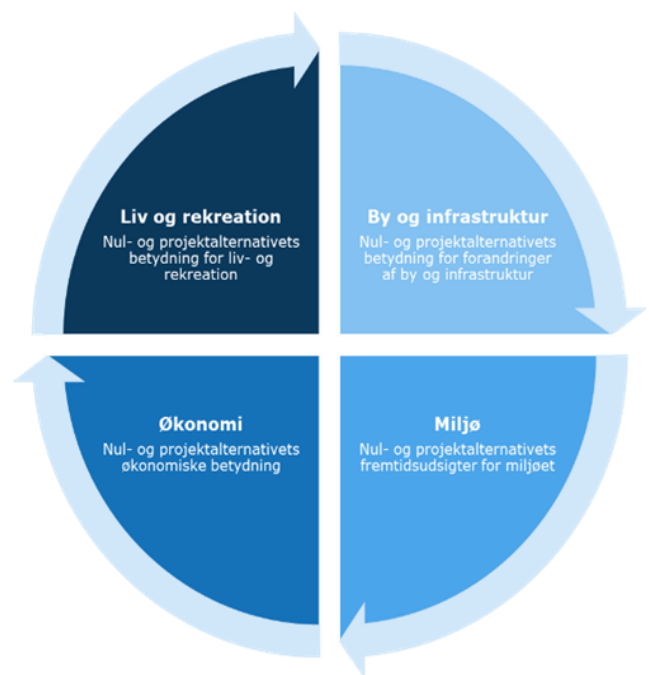 Liv og rekreation
Nul- og projektalternativets
betydning for liv- og
rekreation
By og infrastruktur
Nul- og projektalternativets
betydning for forandringer
af by og infrastruktur
Økonomi
Nul- og projektalternativets
økonomiske betydning
Miljø
Nul- og projektalternativets
fremtidsudsigter for miljøet